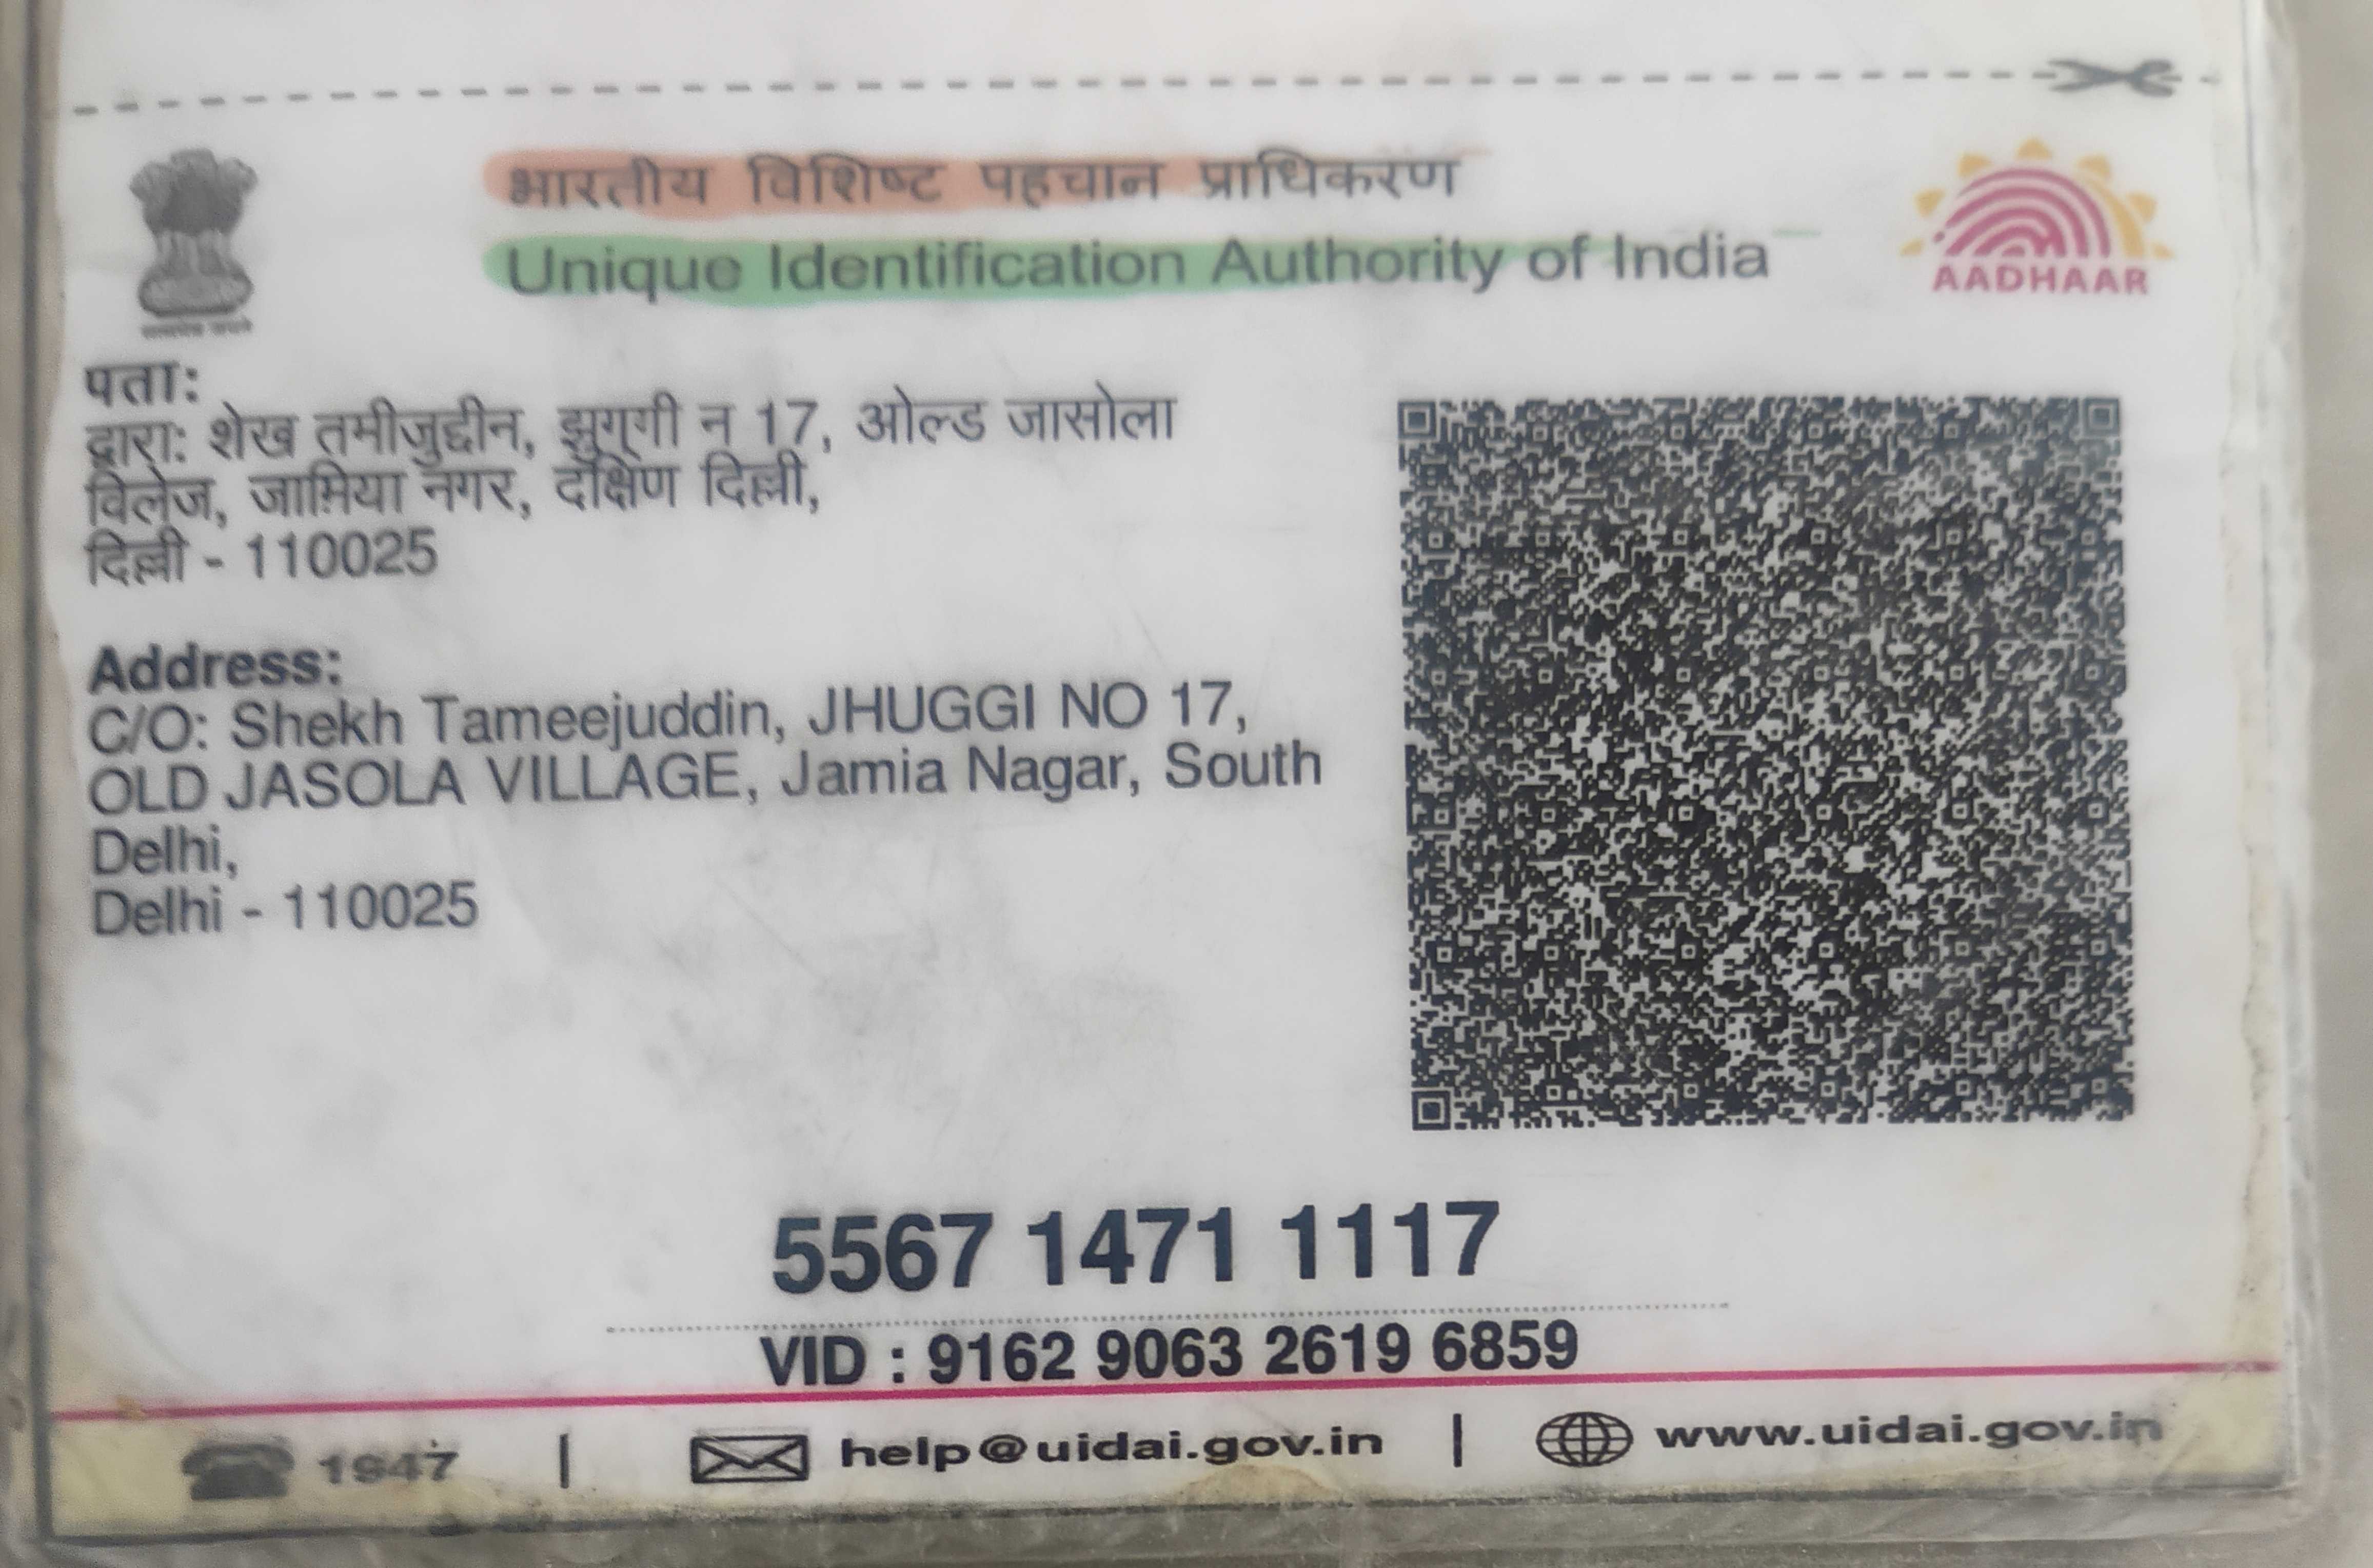 भारतीय विशिष्ट पहचान प्राधिकरण
Unique Identification Authority of India
AADHAAR
पता:
द्वारा: शेख तमीजुद्दीन, झुग्गी न 17, ओल्ड जासोला
विलेज, जामिया नगर, दक्षिण दिल्ली,
दिल्ली - 110025
Address:
C/O: Shekh Tameejuddin, JHUGGI NO 17,
OLD JASOLA VILLAGE, Jamia Nagar, South
Delhi,
Delhi - 110025
5567 1471 1117
VID : 9162 9063 2619 6859
1947 | help@uidai.gov.in | www.uidai.gov.in